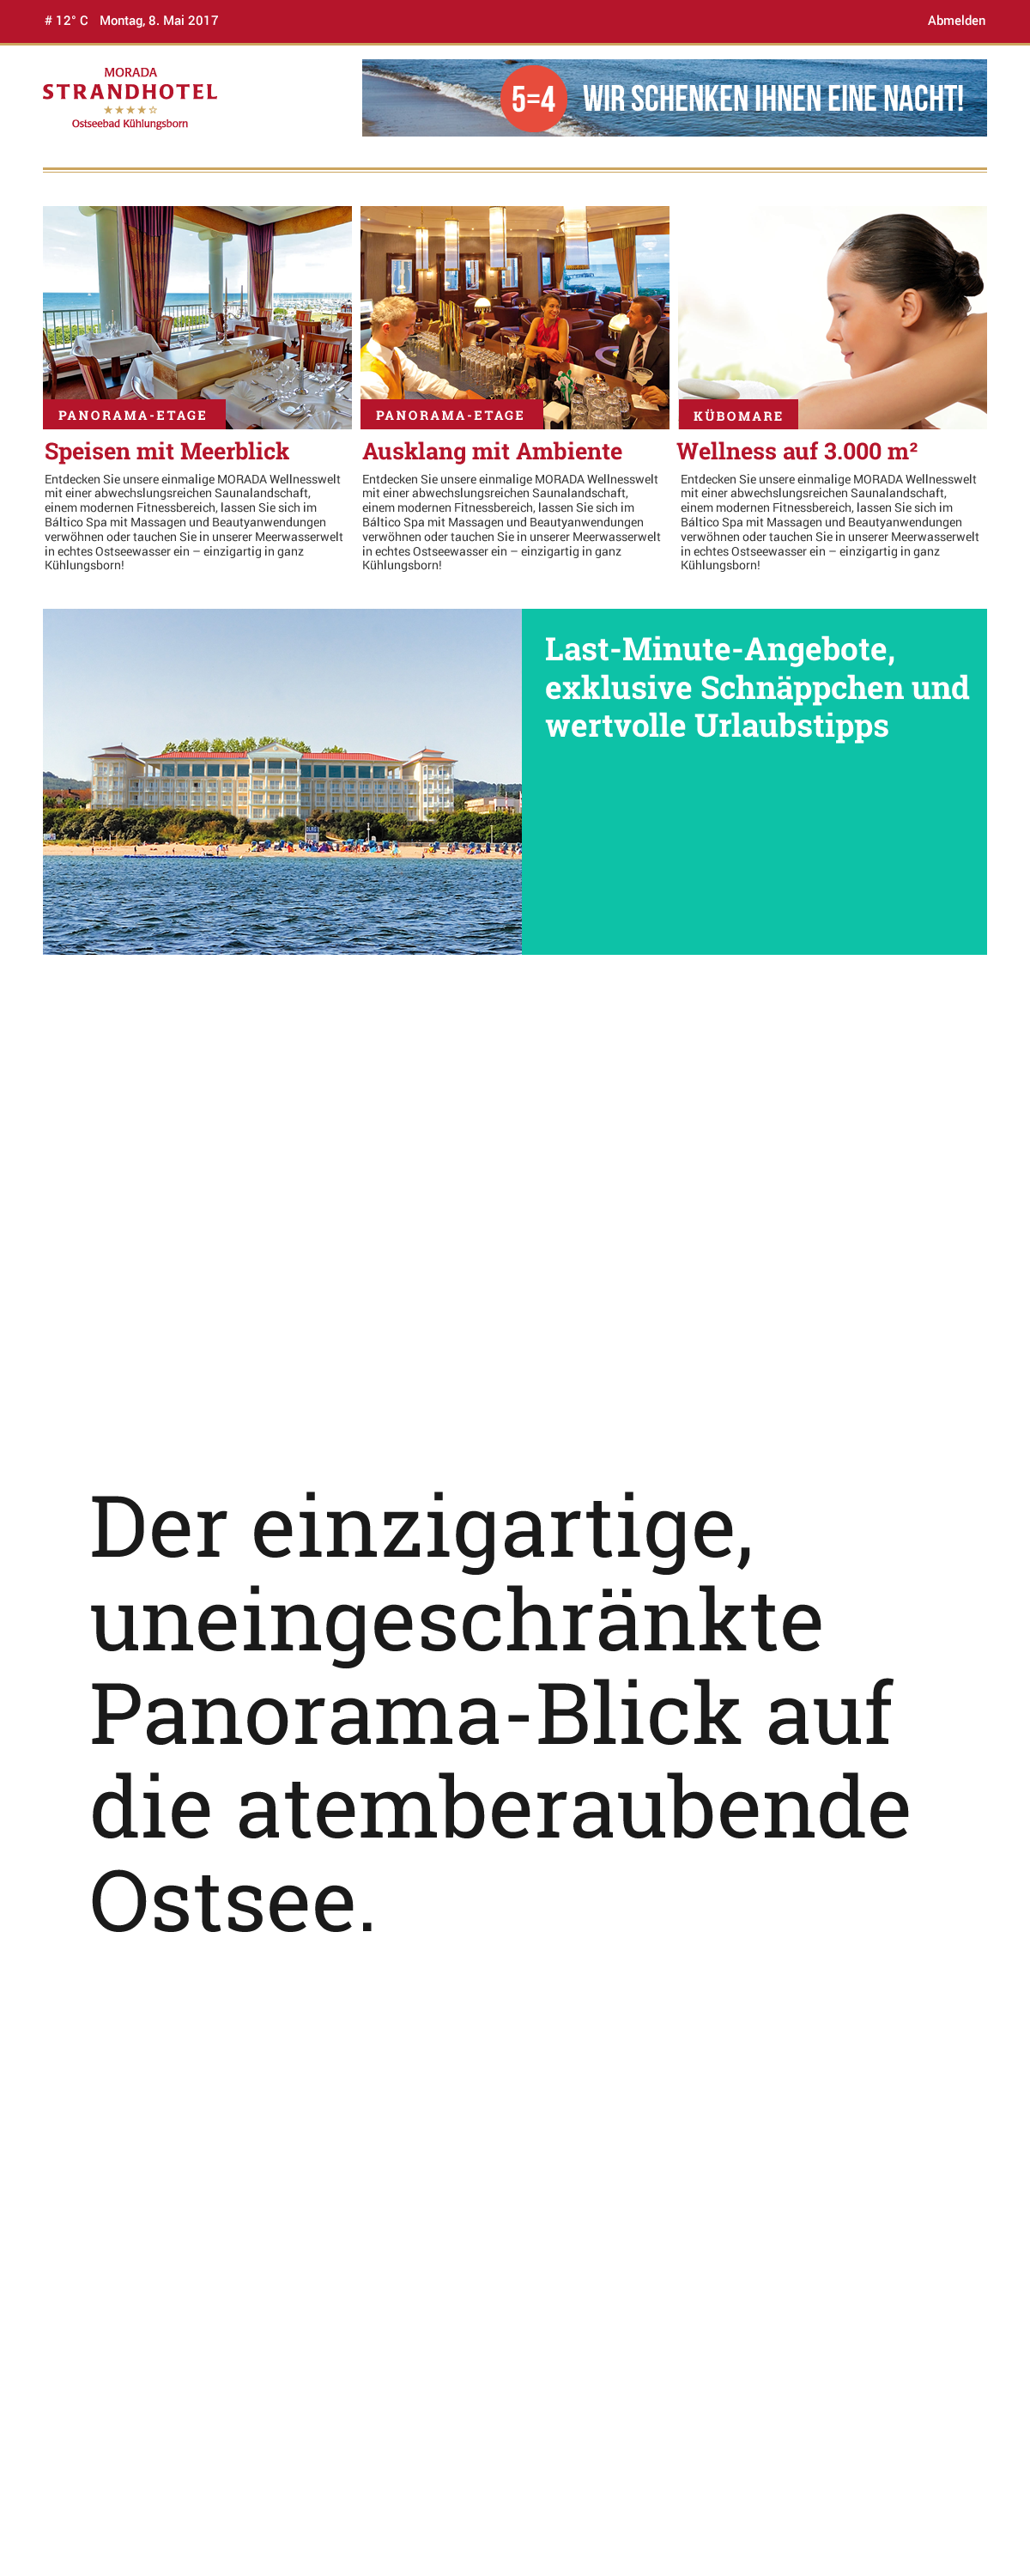 # 12° C Montag, 8. Mai 2017 Abmelden
MORADA
STRANDHOTEL
Ostseebad Kühlungsborn
5=4 WIR SCHENKEN IHNEN EINE NACHT!
PANORAMA-ETAGE
Speisen mit Meerblick
Entdecken Sie unsere einmalige MORADA Wellnesswelt
mit einer abwechslungsreichen Saunalandschaft,
einem modernen Fitnessbereich, lassen Sie sich im
Báltico Spa mit Massagen und Beautyanwendungen
verwöhnen oder tauchen Sie in unserer Meerwasserwelt
in echtes Ostseewasser ein – einzigartig in ganz
Kühlungsborn!
PANORAMA-ETAGE
Ausklang mit Ambiente
Entdecken Sie unsere einmalige MORADA Wellnesswelt
mit einer abwechslungsreichen Saunalandschaft,
einem modernen Fitnessbereich, lassen Sie sich im
Báltico Spa mit Massagen und Beautyanwendungen
verwöhnen oder tauchen Sie in unserer Meerwasserwelt
in echtes Ostseewasser ein – einzigartig in ganz
Kühlungsborn!
KÜBOMARE
Wellness auf 3.000 m²
Entdecken Sie unsere einmalige MORADA Wellnesswelt
mit einer abwechslungsreichen Saunalandschaft,
einem modernen Fitnessbereich, lassen Sie sich im
Báltico Spa mit Massagen und Beautyanwendungen
verwöhnen oder tauchen Sie in unserer Meerwasserwelt
in echtes Ostseewasser ein – einzigartig in ganz
Kühlungsborn!
Last-Minute-Angebote,
exklusive Schnäppchen und
wertvolle Urlaubstipps
Der einzigartige,
uneingeschränkte
Panorama-Blick auf
die atemberaubende
Ostsee.